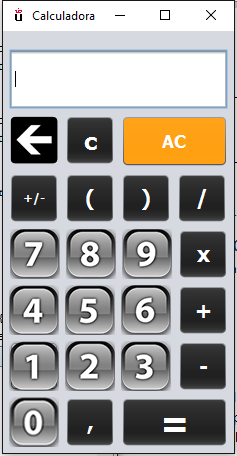 Calculadora
c AC
+/- ( ) /
7 8 9 x
4 5 6 +
1 2 3 -
0 , =